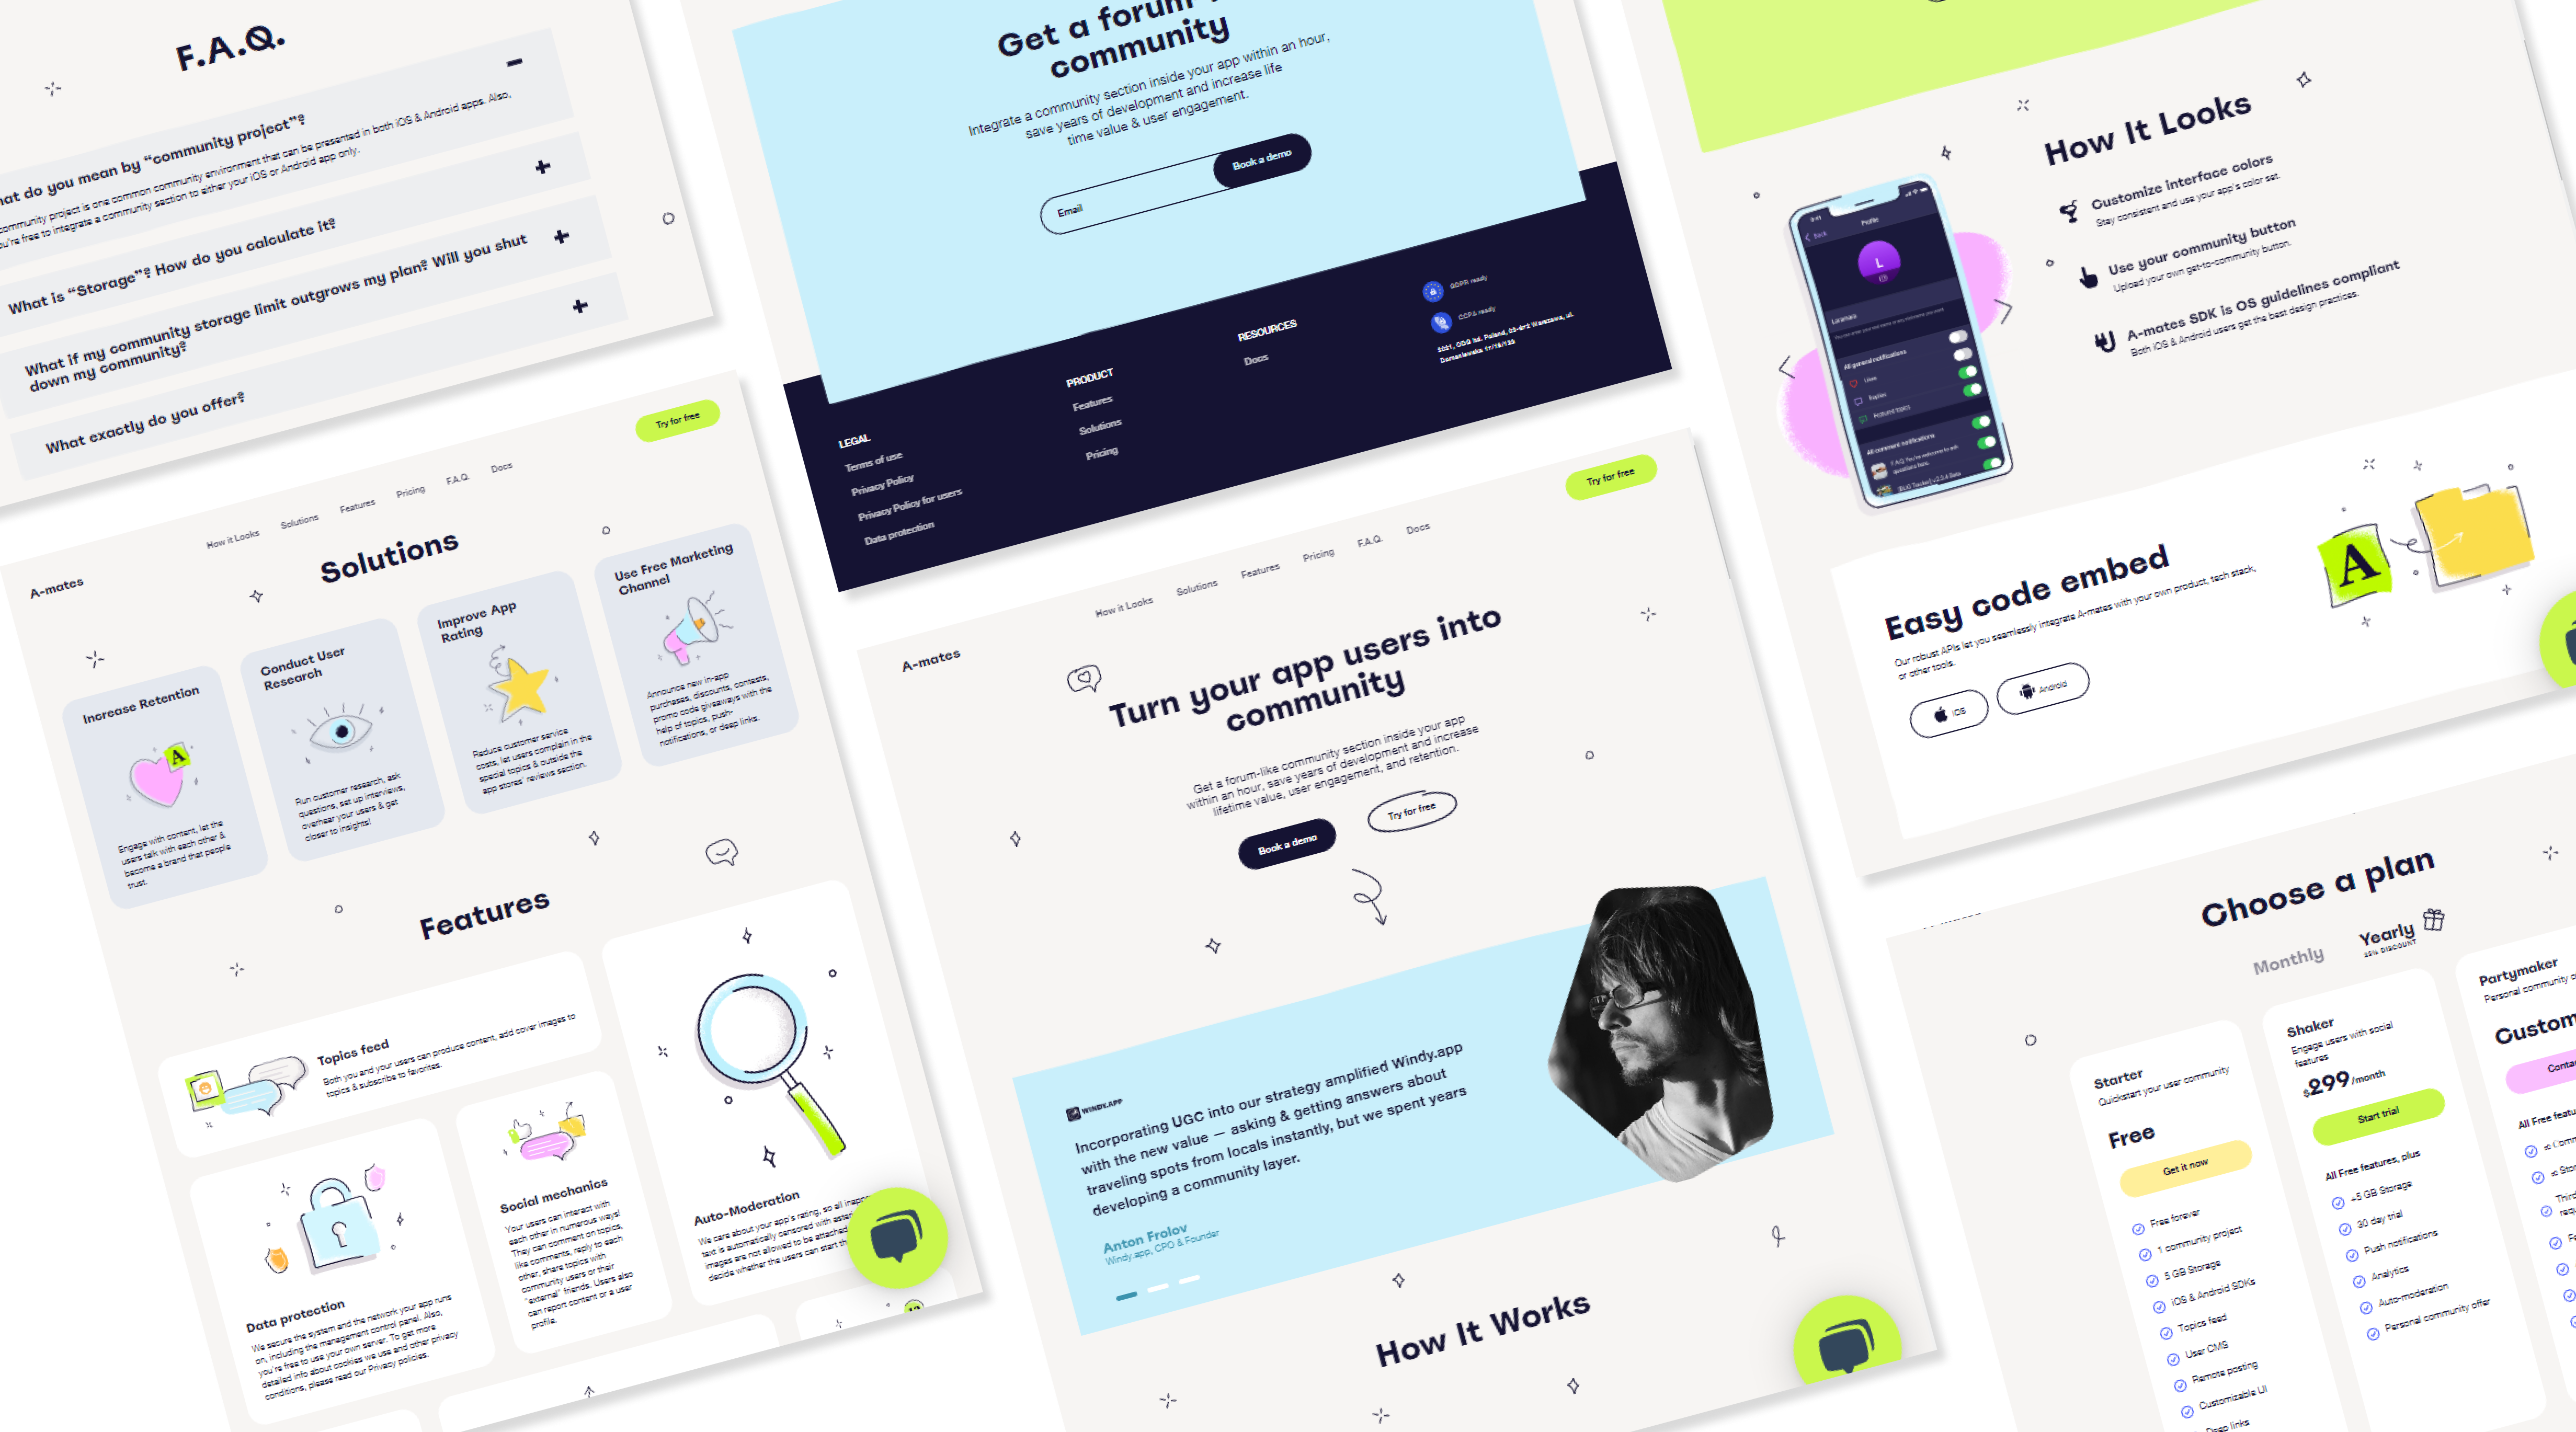 F.A.Q.
do you mean by “community project”?
community project is one common community environment that can be presented in both iOS & Android apps. Also,
free to integrate a community section to either your iOS or Android app only.
What is “Storage”? How do you calculate it?
What if my community storage limit outgrows my plan? Will you shut
down my community?
What exactly do you offer?
Try for free
How it Looks
Solutions
Features
Pricing
F.A.Q.
Docs
A-mates
Solutions
Increase Retention
Engage with content, let the
users talk with each other &
become a brand that people
trust.
Conduct User
Research
Run customer research, ask
questions, set up interviews,
overhear your users & get
closer to insights!
Improve App
Rating
Reduce customer service
costs, let users complain in the
special topics & outside the
app stores’ reviews section.
Use Free Marketing
Channel
Announce new in-app
purchases, discounts, contests,
promo code giveaways with the
help of topics, push-
notifications, or deep links.
Features
Topics feed
Both you and your users can produce content, add cover images to
topics & subscribe to favorites.
Data protection
We secure the system and the network your app runs
on, including the management control panel. Also,
you’re free to use your own server. To get more
detailed info about cookies we use and other privacy
conditions, please read our Privacy policies.
Social mechanics
Your users can interact with
each other in numerous ways!
They can comment on topics,
like comments, reply to each
other, share topics with
community users or their
“external” friends. Users also
can report content or a user
profile.
Auto-Moderation
We care about your app’s rating, so all
text is automatically censored with
images are not allowed to be attached
decide whether the users can start
Get a forum
community
Integrate a community section inside your app within an hour,
save years of development and increase life
time value & user engagement.
Email
Book a demo
LEGAL
Terms of use
Privacy Policy
Privacy Policy for users
Data protection
PRODUCT
Features
Solutions
Pricing
RESOURCES
Docs
GDPR ready
CCPA ready
Try for free
How it Looks
Solutions
Features
Pricing
F.A.Q.
Docs
A-mates
Turn your app users into
community
Get a forum-like community section inside your app
within an hour, save years of development and increase
lifetime value, user engagement, and retention.
Book a demo
Try for free
WINDY.APP
Incorporating UGC into our strategy amplified Windy.app
with the new value — asking & getting answers about
traveling spots from locals instantly, but we spent years
developing a community layer.
Anton Frolov
Windy.app, CPO & Founder
How It Works
How It Looks
Customize interface colors
Stay consistent and use your app’s color set.
Use your community button
Upload your own get-to-community button.
A-mates SDK is OS guidelines compliant
Both iOS & Android users get the best design practices.
9:41
Back
Profile
L
All general notifications
Likes
Replies
Featured topics
All comment notifications
Easy code embed
Our robust APIs let you seamlessly integrate A-mates with your own product, tech stack,
or other tools.
iOS
Android
A
Choose a plan
Monthly
Yearly
Starter
Quickstart your user community
Free
Get it now
Free forever
1 community project
5 GB Storage
iOS & Android SDKs
Topics feed
User CMS
Remote posting
Customizable UI
Deep links
Shaker
Engage users with social
features
$299 /month
Start trial
All Free features, plus
+5 GB Storage
30 day trial
Push notifications
Analytics
Auto-moderation
Personal community offer
Partymaker
Personal community
Custom
All Free